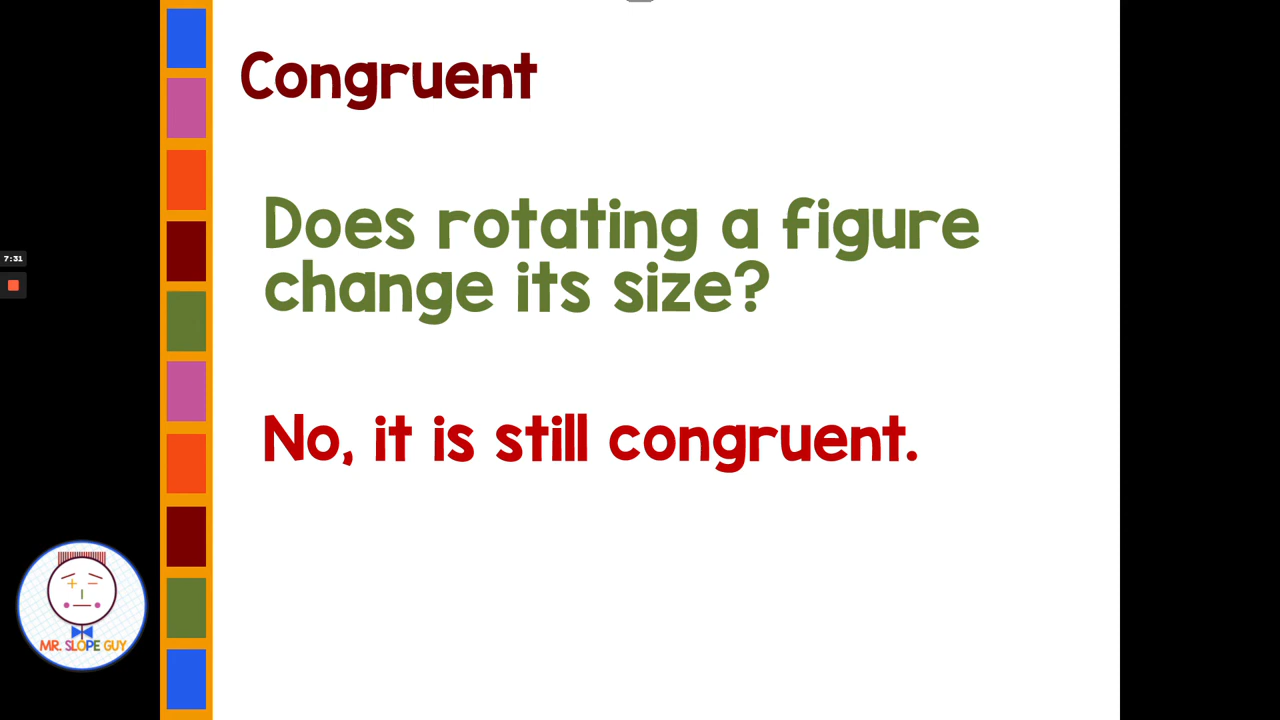 Congruent
Does rotating a figure
change its size?
No, it is still congruent.
7:31
MR. SLOPE GUY